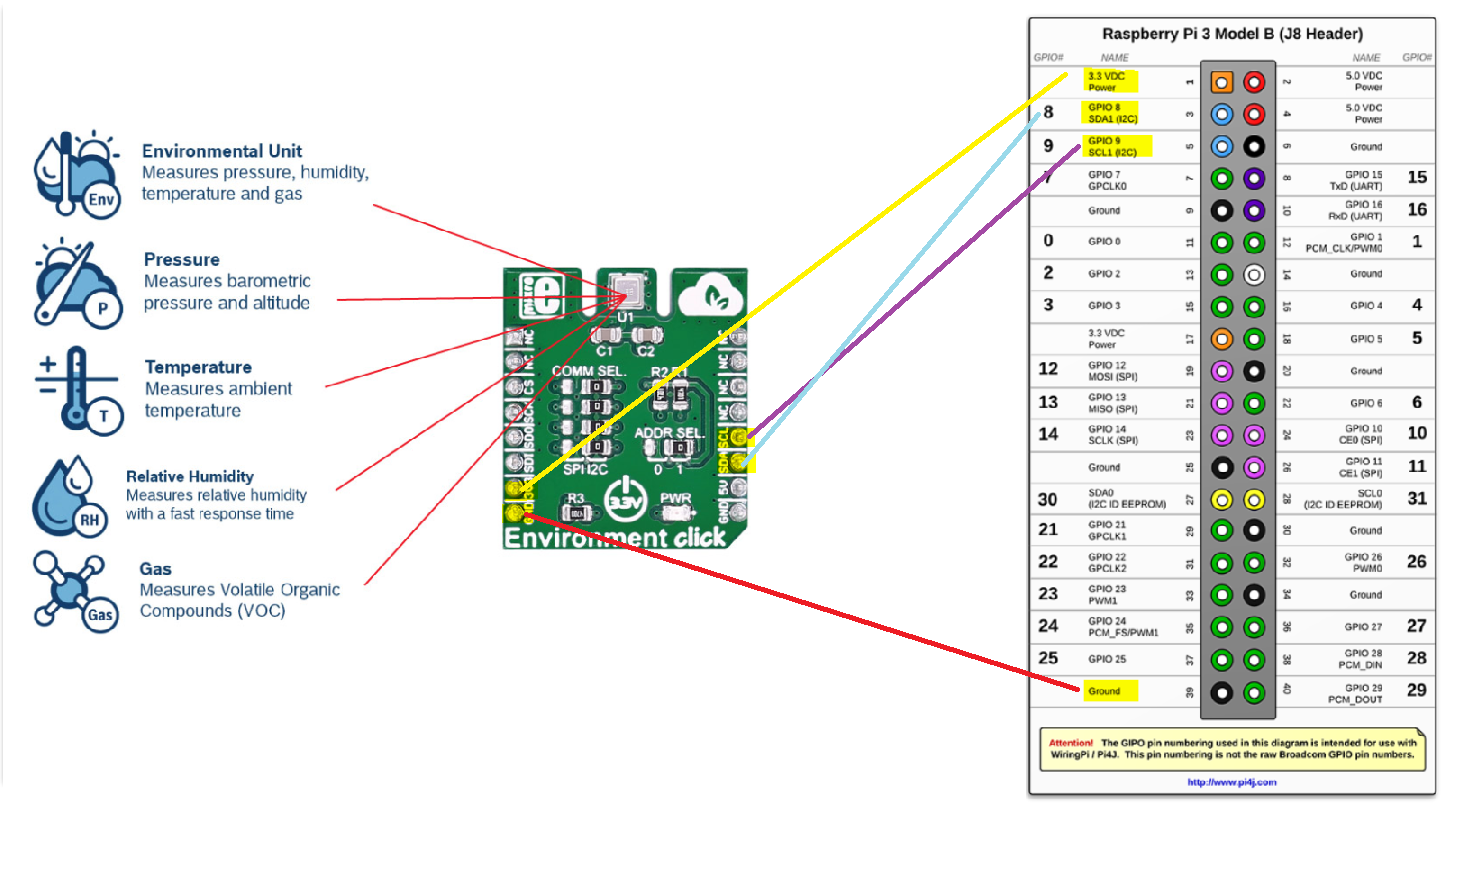 Environmental Unit
Measures pressure, humidity,
temperature and gas
Env
Pressure
Measures barometric
pressure and altitude
P
Temperature
Measures ambient
temperature
T
Relative Humidity
Measures relative humidity
with a fast response time
RH
Gas
Measures Volatile Organic
Compounds (VOC)
Gas
U1
C1 C2
COMM SEL.
R2 R1
ADDR SEL.
SPI I2C
0 1
NC
NC
CS
SCK
SDO
SDI
GND
NC
NC
NC
NC
SCL
SDA
5V
GND
R3
3.3V
PWR
Environment click
Raspberry Pi 3 Model B (J8 Header)
GPIO# NAME NAME GPIO#
3.3 VDC
Power
1 2
5.0 VDC
Power
8
GPIO 8
SDA1 (I2C)
3 4
5.0 VDC
Power
9
GPIO 9
SCL1 (I2C)
5 6
Ground
7
GPIO 7
GPCLK0
7 8
GPIO 15
TxD (UART)
15
Ground
9 10
GPIO 16
RxD (UART)
16
0
GPIO 0
11 12
GPIO 1
PCM_CLK/PWM0
1
2
GPIO 2
13 14
Ground
3
GPIO 3
15 16
GPIO 4
4
3.3 VDC
Power
17 18
GPIO 5
5
12
GPIO 12
MOSI (SPI)
19 20
Ground
13
GPIO 13
MISO (SPI)
21 22
GPIO 6
6
14
GPIO 14
SCLK (SPI)
23 24
GPIO 10
CE0 (SPI)
10
Ground
25 26
GPIO 11
CE1 (SPI)
11
30
SDA0
(I2C ID EEPROM)
27 28
SCL0
(I2C ID EEPROM)
31
21
GPIO 21
GPCLK1
29 30
Ground
22
GPIO 22
GPCLK2
31 32
GPIO 26
PWM0
26
23
GPIO 23
PWM1
33 34
Ground
24
GPIO 24
PCM_FS/PWM1
35 36
GPIO 27
27
25
GPIO 25
37 38
GPIO 28
PCM_DIN
28
Ground
39 40
GPIO 29
PCM_DOUT
29
Attention! The GIPO pin numbering used in this diagram is intended for use with
WiringPi / Pi4J. This pin numbering is not the raw Broadcom GPIO pin numbers.
http://www.pi4j.com